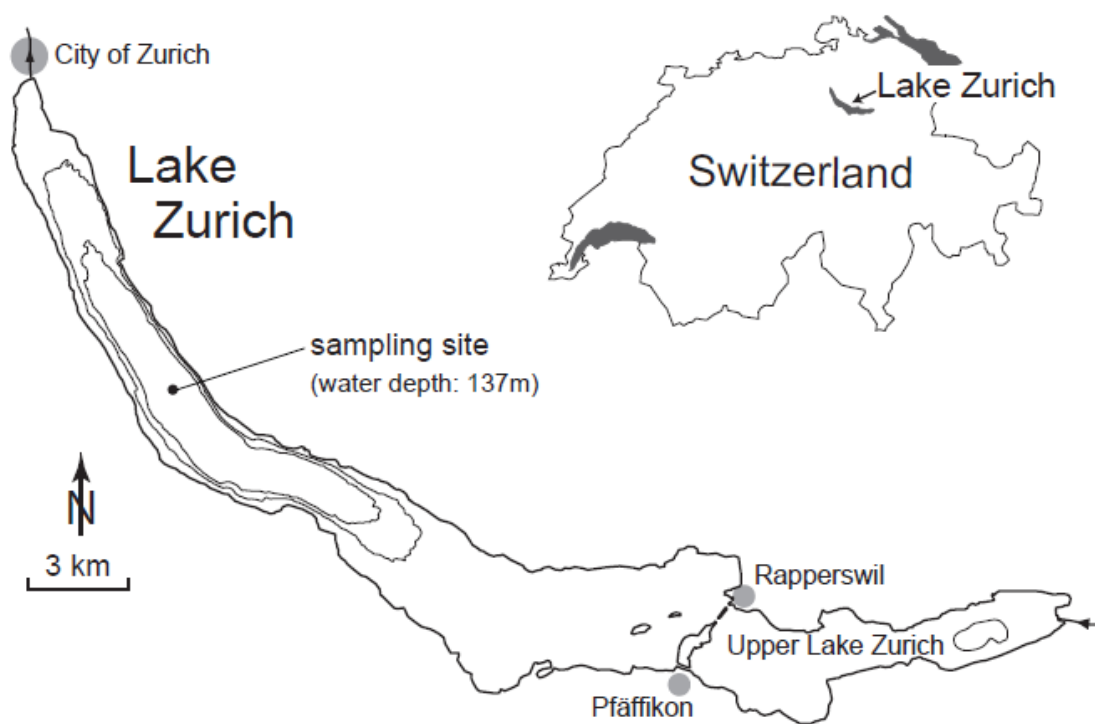 City of Zurich
Lake Zurich
Switzerland
Lake
Zurich
sampling site
(water depth: 137m)
N
3 km
Rapperswil
Upper Lake Zurich
Pfäffikon